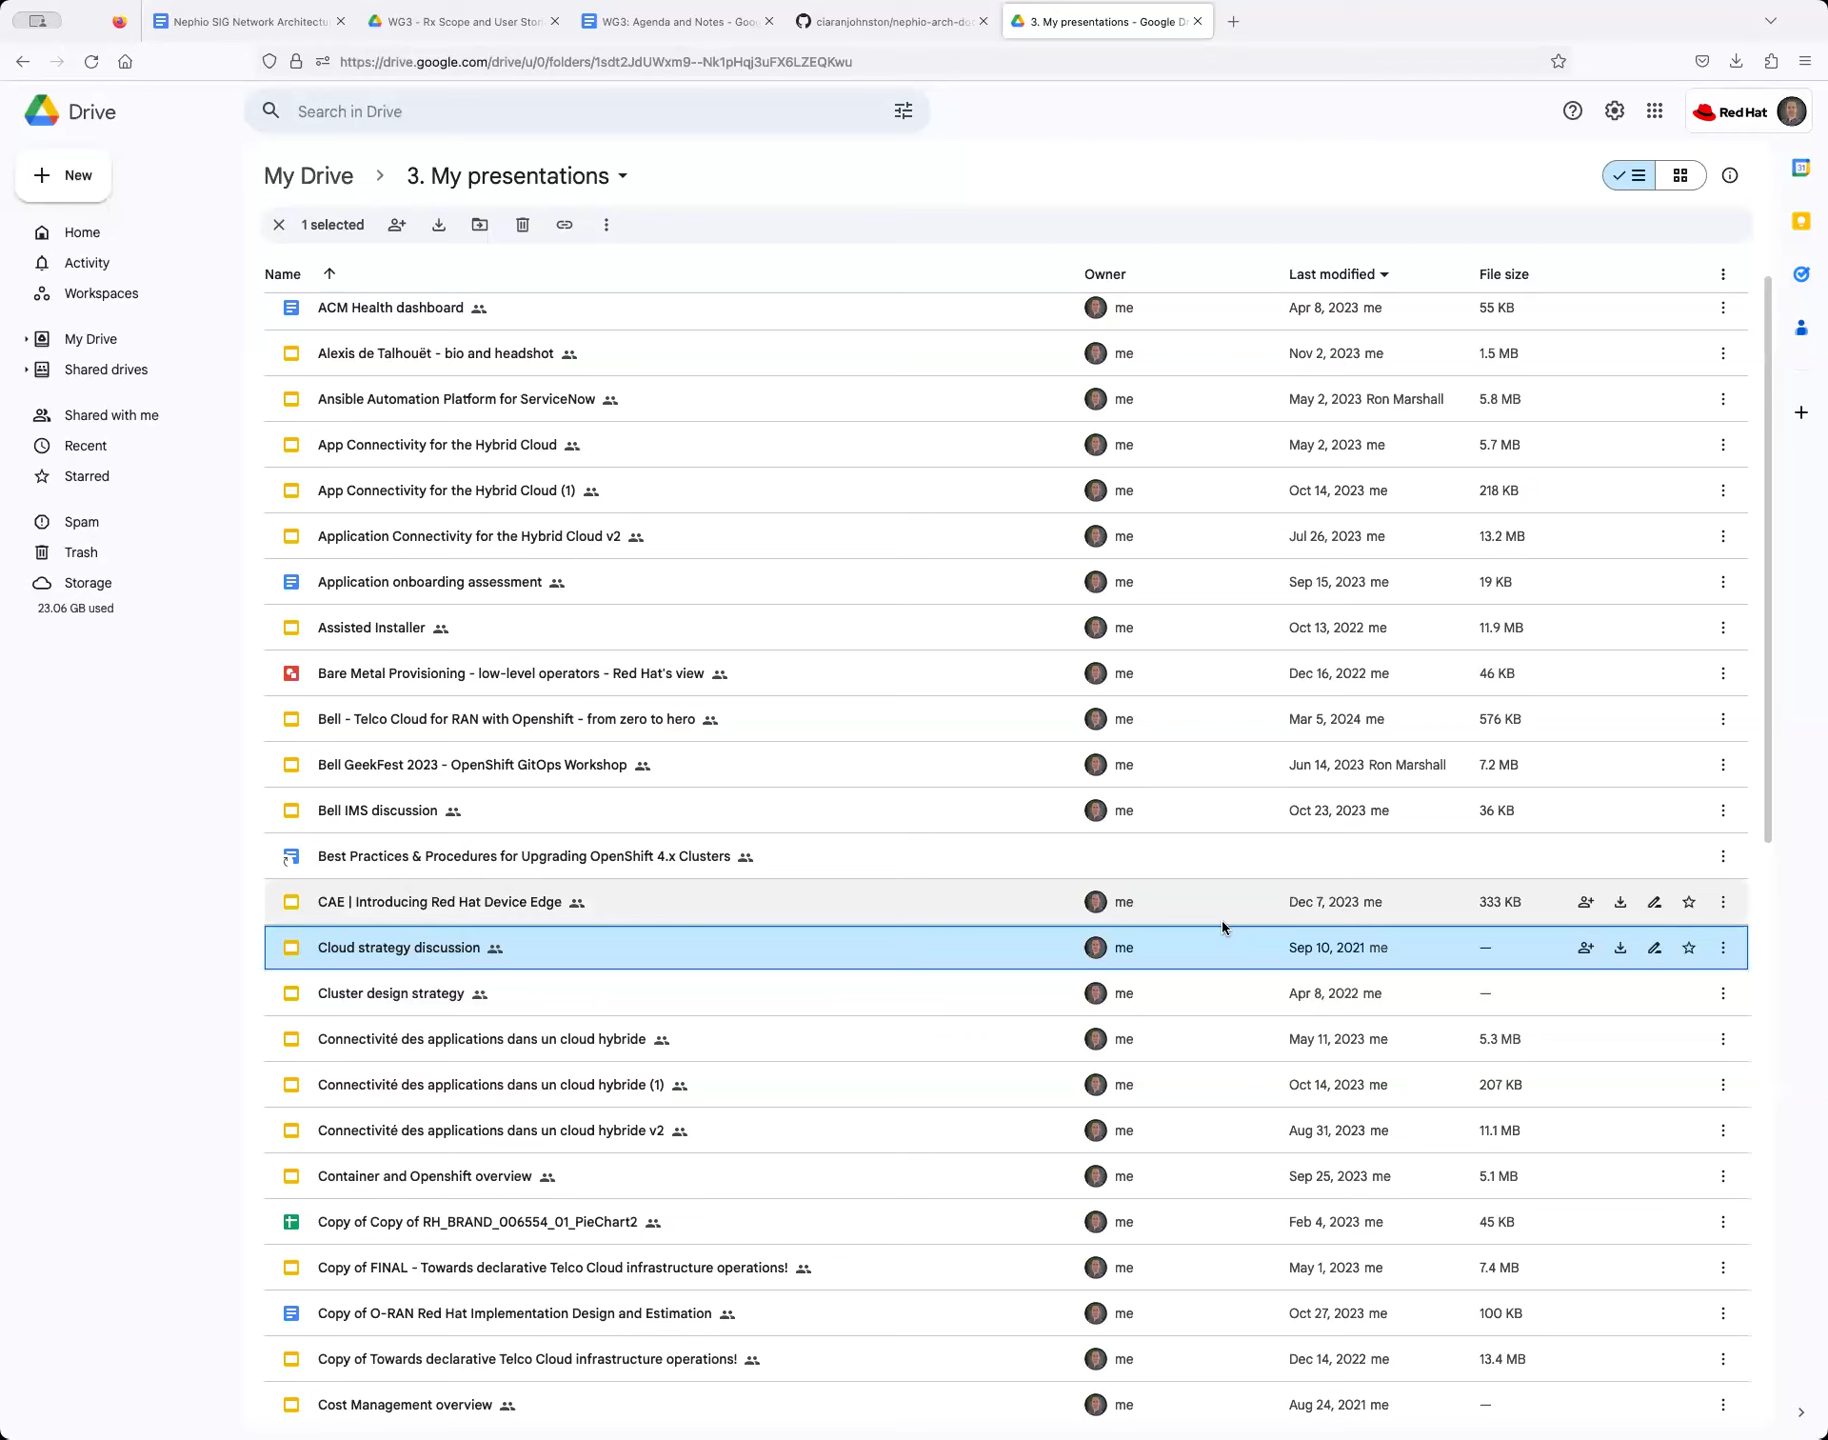 Nephio SIG Network Architectu
WG3 - Rx Scope and User Stor
WG3: Agenda and Notes - Goo
ciaranjohnston/nephio-arch-do
3. My presentations - Google D
https://drive.google.com/drive/u/0/folders/1sdt2JdUWxm9--Nk1pHqj3uFX6LZEQKwu
Drive
Search in Drive
Red Hat
New
My Drive > 3. My presentations
1 selected
Home
Activity
Workspaces
My Drive
Shared drives
Shared with me
Recent
Starred
Spam
Trash
Storage
23.06 GB used
31
Name Owner Last modified File size
ACM Health dashboard me Apr 8, 2023 me 55 KB
Alexis de Talhouët - bio and headshot me Nov 2, 2023 me 1.5 MB
Ansible Automation Platform for ServiceNow me May 2, 2023 Ron Marshall 5.8 MB
App Connectivity for the Hybrid Cloud me May 2, 2023 me 5.7 MB
App Connectivity for the Hybrid Cloud (1) me Oct 14, 2023 me 218 KB
Application Connectivity for the Hybrid Cloud v2 me Jul 26, 2023 me 13.2 MB
Application onboarding assessment me Sep 15, 2023 me 19 KB
Assisted Installer me Oct 13, 2022 me 11.9 MB
Bare Metal Provisioning - low-level operators - Red Hat's view me Dec 16, 2022 me 46 KB
Bell - Telco Cloud for RAN with Openshift - from zero to hero me Mar 5, 2024 me 576 KB
Bell GeekFest 2023 - OpenShift GitOps Workshop me Jun 14, 2023 Ron Marshall 7.2 MB
Bell IMS discussion me Oct 23, 2023 me 36 KB
Best Practices & Procedures for Upgrading OpenShift 4.x Clusters
CAE | Introducing Red Hat Device Edge me Dec 7, 2023 me 333 KB
Cloud strategy discussion me Sep 10, 2021 me —
Cluster design strategy me Apr 8, 2022 me —
Connectivité des applications dans un cloud hybride me May 11, 2023 me 5.3 MB
Connectivité des applications dans un cloud hybride (1) me Oct 14, 2023 me 207 KB
Connectivité des applications dans un cloud hybride v2 me Aug 31, 2023 me 11.1 MB
Container and Openshift overview me Sep 25, 2023 me 5.1 MB
Copy of Copy of RH_BRAND_006554_01_PieChart2 me Feb 4, 2023 me 45 KB
Copy of FINAL - Towards declarative Telco Cloud infrastructure operations! me May 1, 2023 me 7.4 MB
Copy of O-RAN Red Hat Implementation Design and Estimation me Oct 27, 2023 me 100 KB
Copy of Towards declarative Telco Cloud infrastructure operations! me Dec 14, 2022 me 13.4 MB
Cost Management overview me Aug 24, 2021 me —